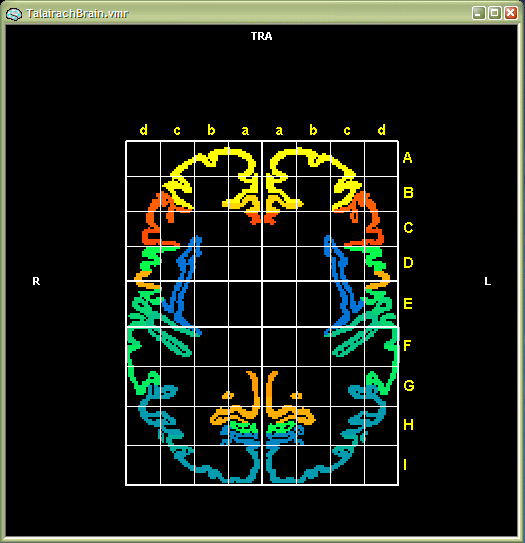 TalairachBrain.vmr
TRA
d c b a a b c d
A
B
C
D
R L
E
F
G
H
I